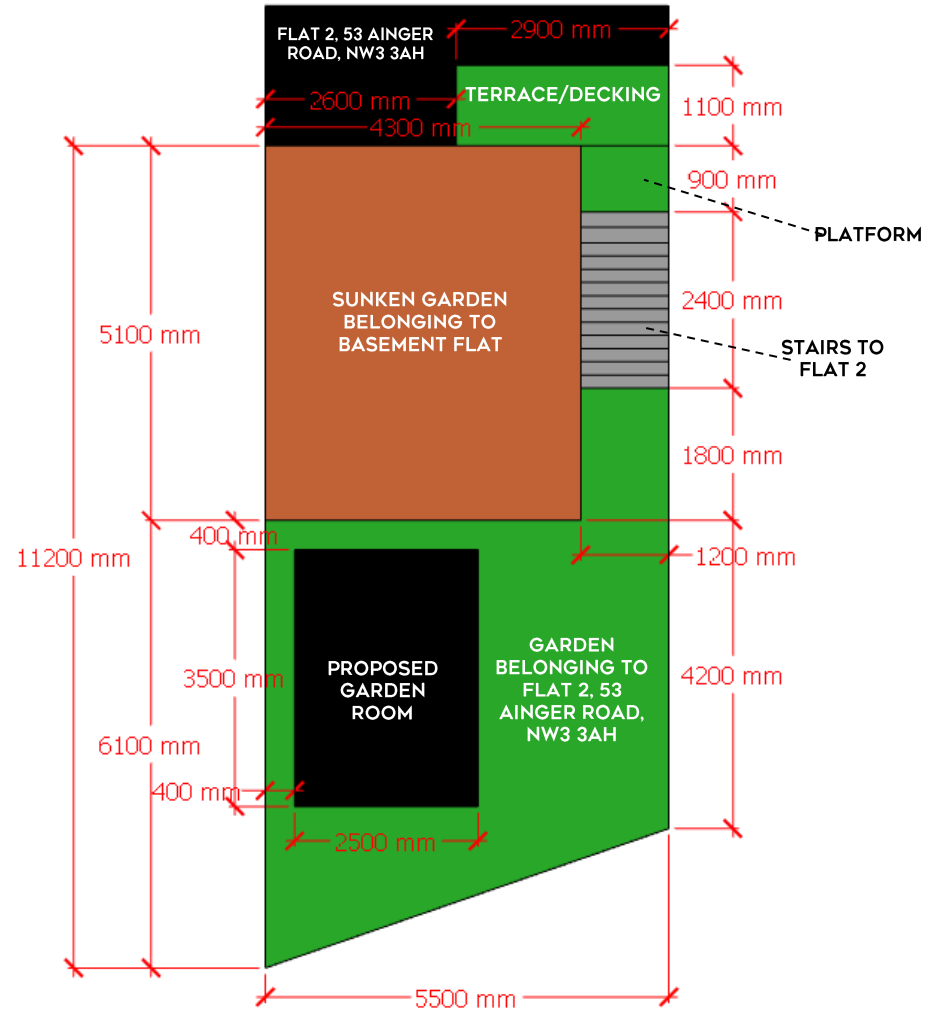 FLAT 2, 53 AINGER
ROAD, NW3 3AH
2900 mm
2600 mm
TERRACE/DECKING
1100 mm
4300 mm
900 mm
PLATFORM
SUNKEN GARDEN
BELONGING TO
BASEMENT FLAT
2400 mm
5100 mm
STAIRS TO
FLAT 2
1800 mm
400 mm
11200 mm
1200 mm
PROPOSED
GARDEN
ROOM
GARDEN
BELONGING TO
FLAT 2, 53
AINGER ROAD,
NW3 3AH
3500 mm
4200 mm
6100 mm
400 mm
2500 mm
5500 mm